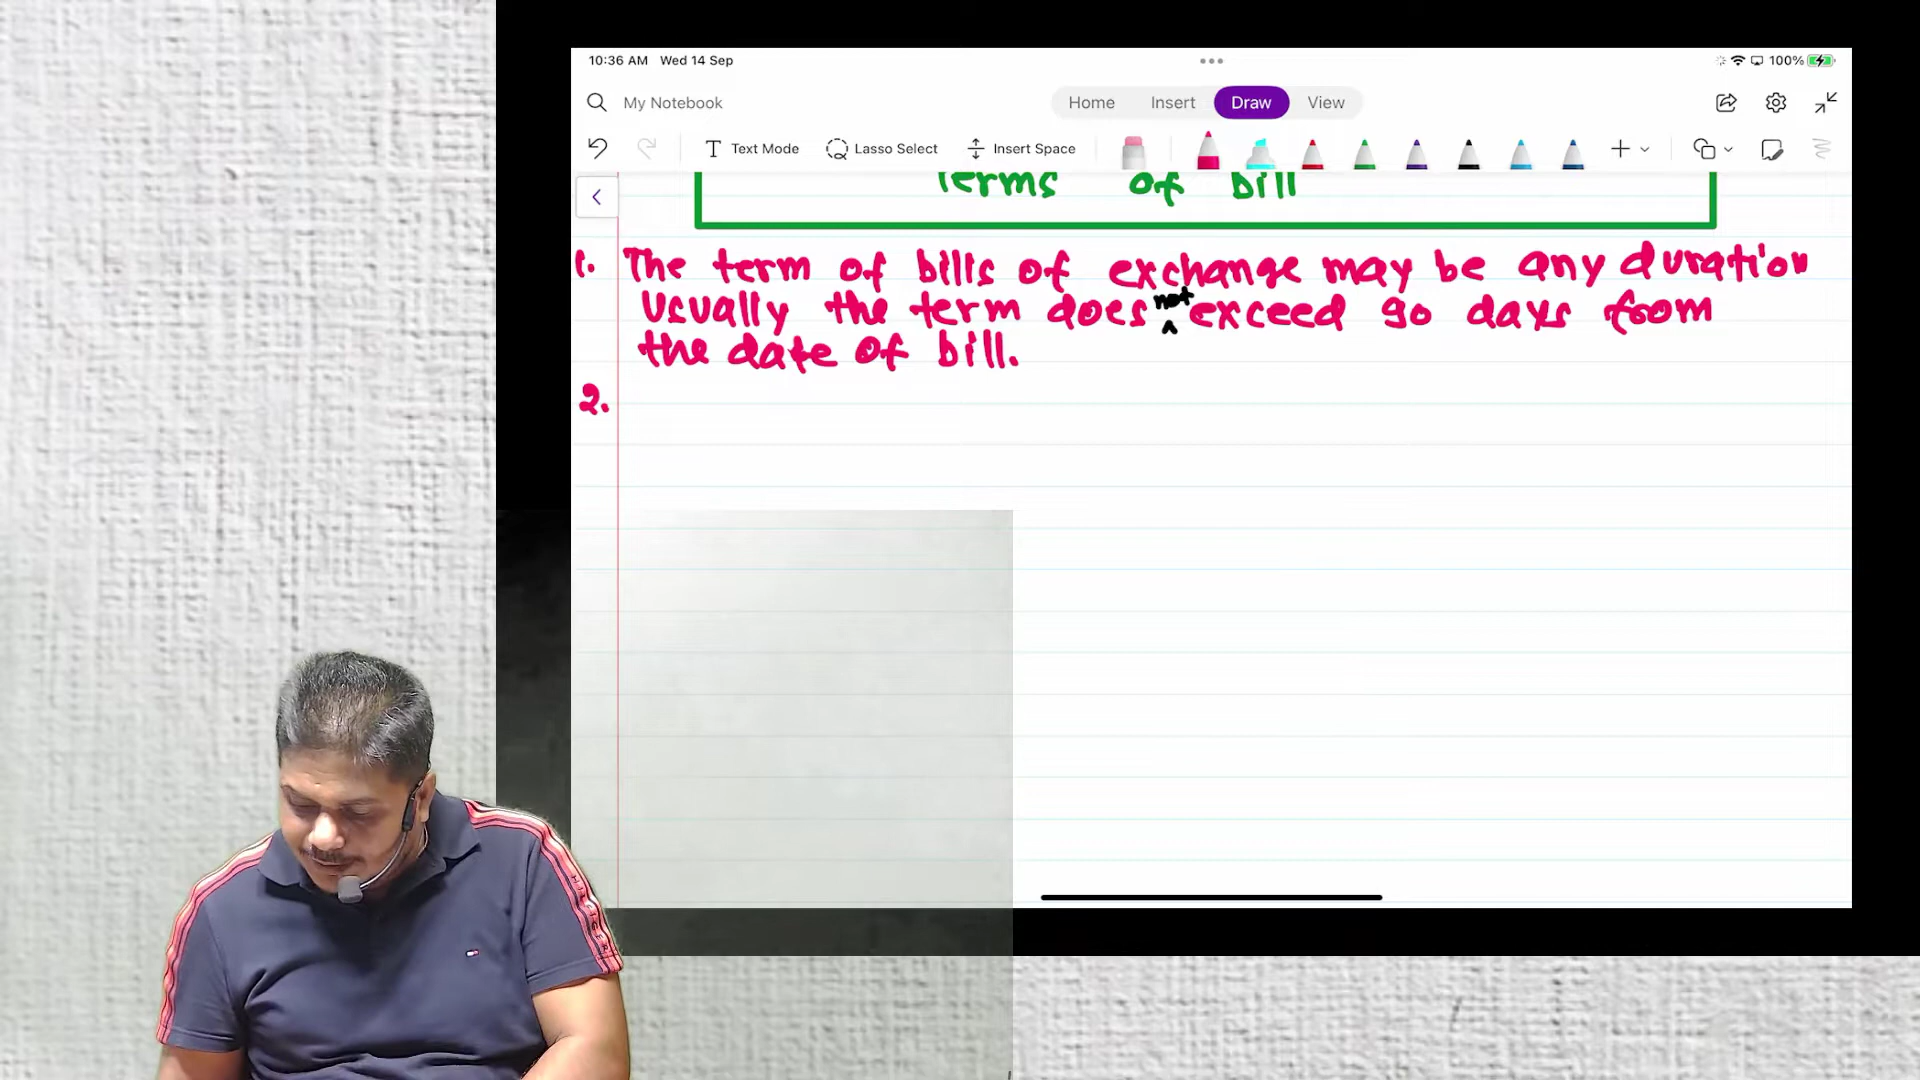 10:36 AM Wed 14 Sep
100%
My Notebook
Home Insert Draw View
Text Mode Lasso Select Insert Space
Terms of bill
1. The term of bills of exchange may be any duration
Usually the term does not exceed 90 days from
the date of bill.
2.